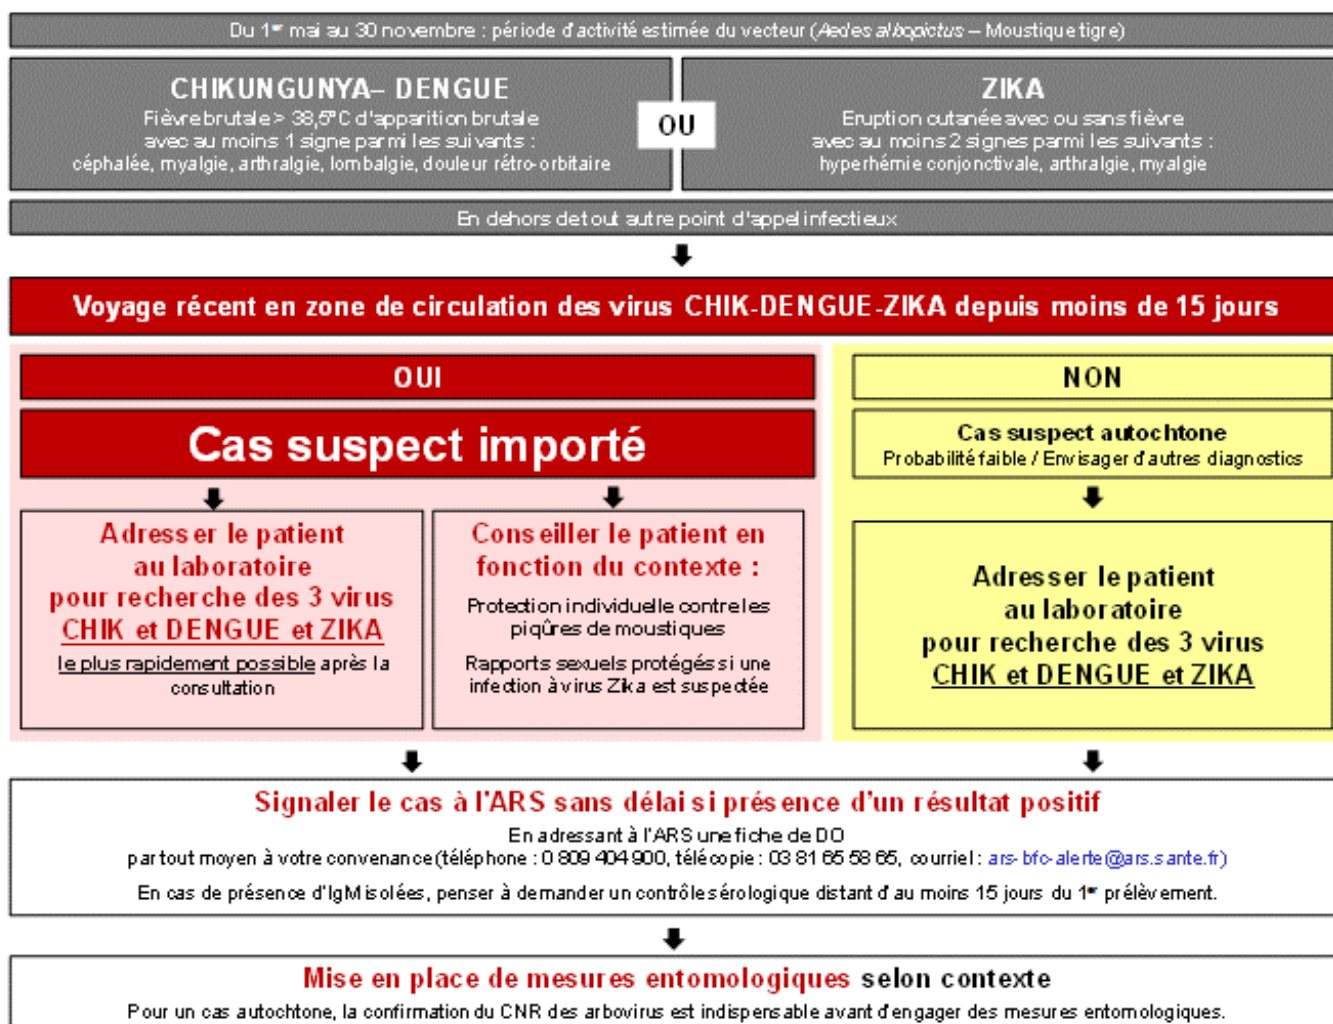 Du 1er mai au 30 novembre : période d'activité estimée du vecteur (Aedes albopictus – Moustique tigre)
CHIKUNGUNYA– DENGUE
Fièvre brutale > 38,5°C d'apparition brutale
avec au moins 1 signe parmi les suivants :
céphalée, myalgie, arthralgie, lombalgie, douleur rétro-orbitaire
OU
ZIKA
Eruption cutanée avec ou sans fièvre
avec au moins 2 signes parmi les suivants :
hyperhémie conjonctivale, arthralgie, myalgie
En dehors de tout autre point d'appel infectieux
Voyage récent en zone de circulation des virus CHIK-DENGUE-ZIKA depuis moins de 15 jours
OUI
Cas suspect importé
Adresser le patient
au laboratoire
pour recherche des 3 virus
CHIK et DENGUE et ZIKA
le plus rapidement possible après la
consultation
Conseiller le patient en
fonction du contexte :
Protection individuelle contre les
piqûres de moustiques
Rapports sexuels protégés si une
infection à virus Zika est suspectée
NON
Cas suspect autochtone
Probabilité faible / Envisager d'autres diagnostics
Adresser le patient
au laboratoire
pour recherche des 3 virus
CHIK et DENGUE et ZIKA
Signaler le cas à l'ARS sans délai si présence d'un résultat positif
En adressant à l'ARS une fiche de DO
par tout moyen à votre convenance (téléphone : 0 809 404 900, télécopie : 03 81 65 58 65, courriel : ars-bfc-alerte@ars.sante.fr)
En cas de présence d'IgM isolées, penser à demander un contrôle sérologique distant d'au moins 15 jours du 1er prélèvement.
Mise en place de mesures entomologiques selon contexte
Pour un cas autochtone, la confirmation du CNR des arbovirus est indispensable avant d'engager des mesures entomologiques.